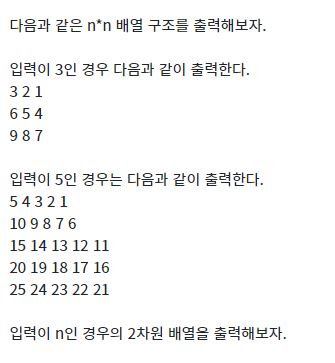 다음과 같은 n*n 배열 구조를 출력해보자.
입력이 3인 경우 다음과 같이 출력한다.
3 2 1
6 5 4
9 8 7
입력이 5인 경우는 다음과 같이 출력한다.
5 4 3 2 1
10 9 8 7 6
15 14 13 12 11
20 19 18 17 16
25 24 23 22 21
입력이 n인 경우의 2차원 배열을 출력해보자.